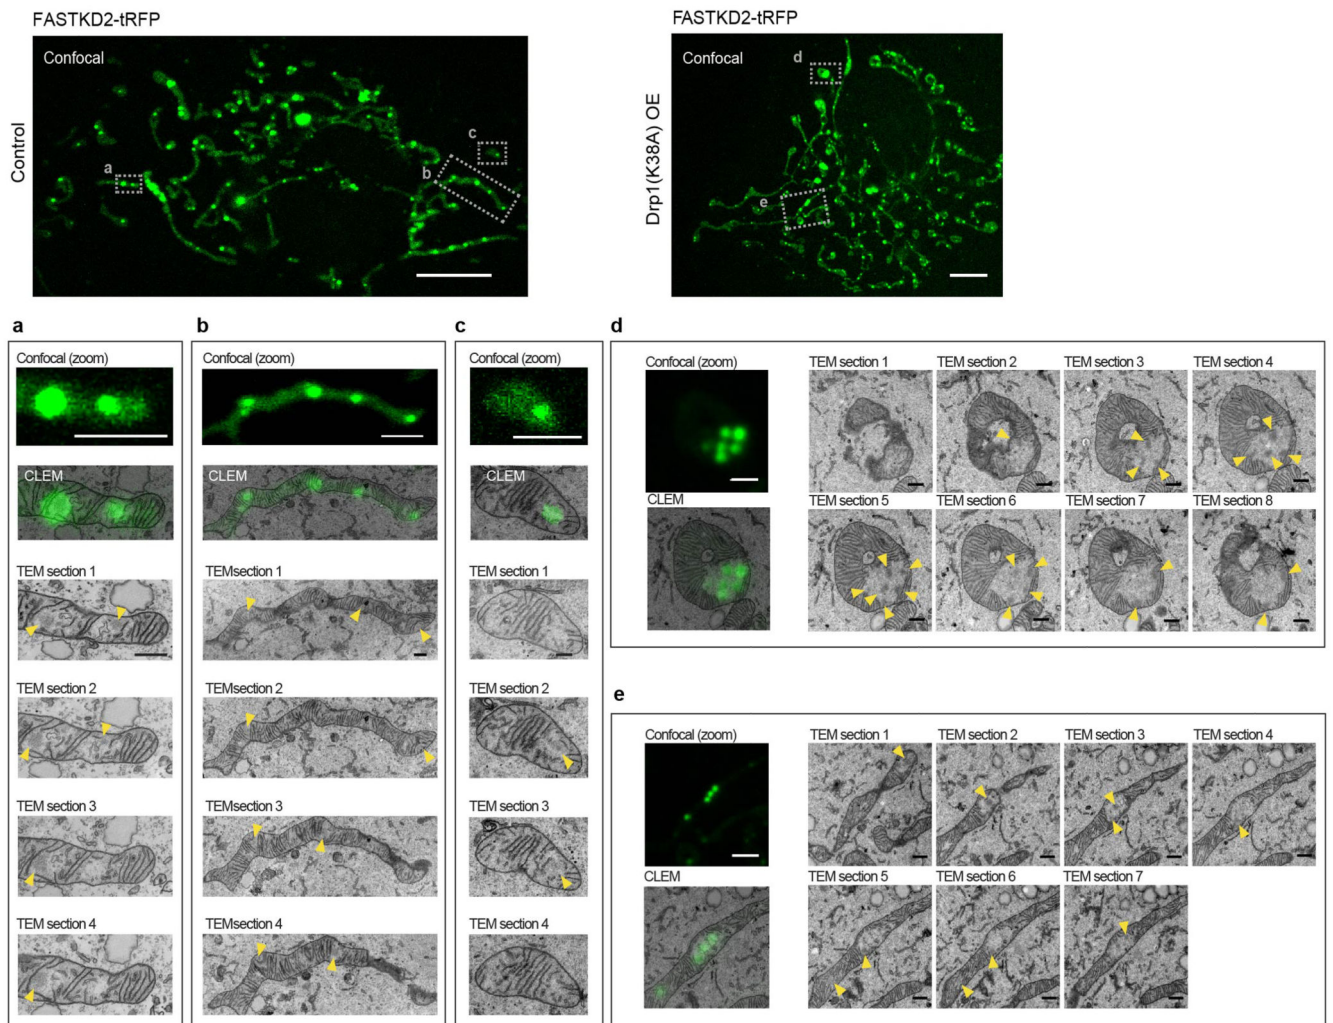 FASTKD2-tRFP
FASTKD2-tRFP
Control
Confocal
a
b
c
Drp1(K38A) OE
Confocal
d
e
a
Confocal (zoom)
CLEM
TEM section 1
TEM section 2
TEM section 3
TEM section 4
b
Confocal (zoom)
CLEM
TEMsection 1
TEMsection 2
TEMsection 3
TEMsection 4
c
Confocal (zoom)
CLEM
TEM section 1
TEM section 2
TEM section 3
TEM section 4
d
Confocal (zoom)
CLEM
TEM section 1
TEM section 2
TEM section 3
TEM section 4
TEM section 5
TEM section 6
TEM section 7
TEM section 8
e
Confocal (zoom)
CLEM
TEM section 1
TEM section 2
TEM section 3
TEM section 4
TEM section 5
TEM section 6
TEM section 7